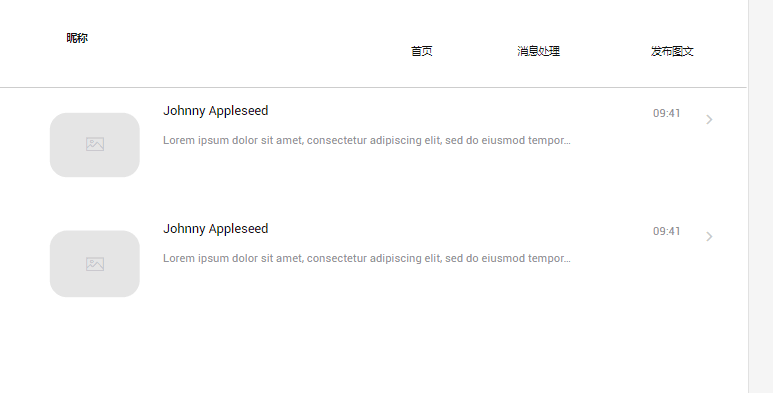 昵称
首页 消息处理 发布图文
Johnny Appleseed 09:41
Lorem ipsum dolor sit amet, consectetur adipiscing elit, sed do eiusmod tempor...
Johnny Appleseed 09:41
Lorem ipsum dolor sit amet, consectetur adipiscing elit, sed do eiusmod tempor...